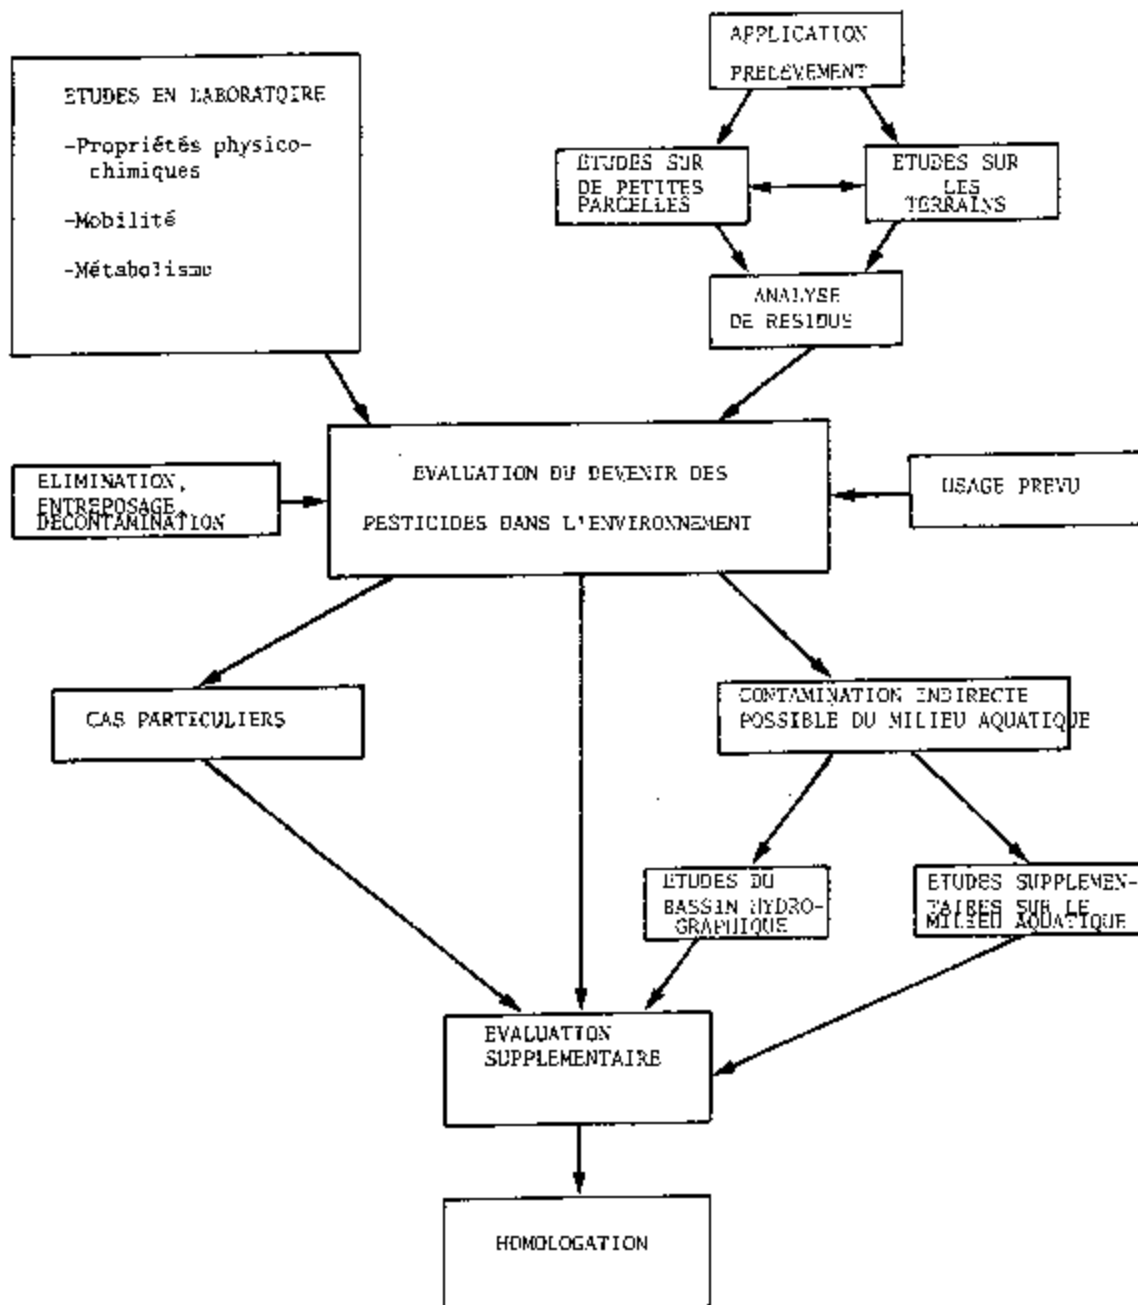 APPLICATION
PRELEVEMENT
ETUDES EN LABORATOIRE
-Propriétés physico-
chimiques
-Mobilité
-Métabolisme
ETUDES SUR
DE PETITES
PARCELLES
ETUDES SUR
LES
TERRAINS
ANALYSE
DE RESIDUS
EVALUATION DU DEVENIR DES
PESTICIDES DANS L'ENVIRONNEMENT
ELIMINATION,
ENTREPOSAGE,
DECONTAMINATION
USAGE PREVU
CAS PARTICULIERS
CONTAMINATION INDIRECTE
POSSIBLE DU MILIEU AQUATIQUE
ETUDES DU
BASSIN HYDRO-
GRAPHIQUE
ETUDES SUPPLEMEN-
TAIRES SUR LE
MILIEU AQUATIQUE
EVALUATION
SUPPLEMENTAIRE
HOMOLOGATION